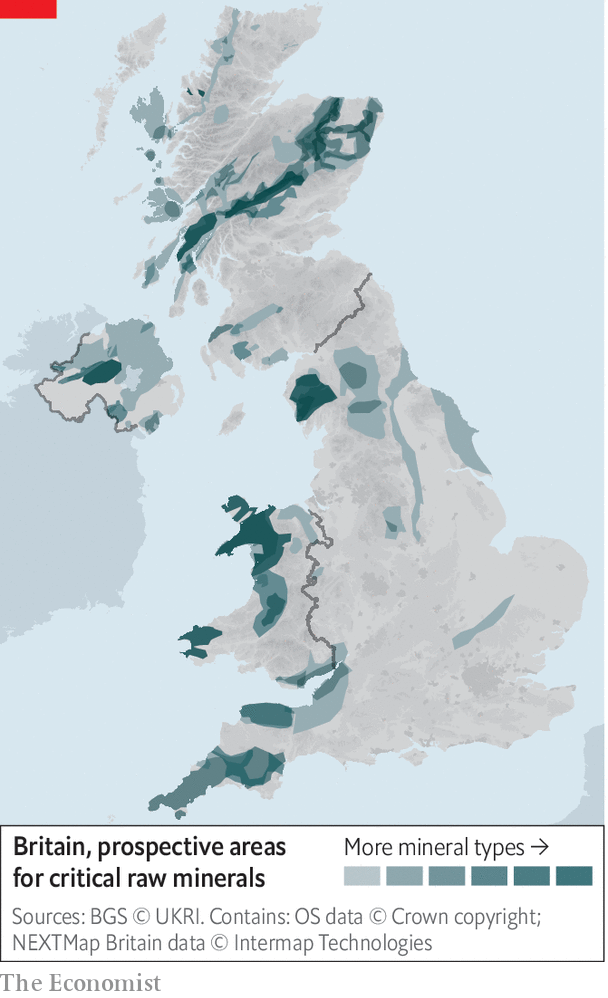 Britain, prospective areas
for critical raw minerals
More mineral types →
Sources: BGS © UKRI. Contains: OS data © Crown copyright;
NEXTMap Britain data © Intermap Technologies
The Economist